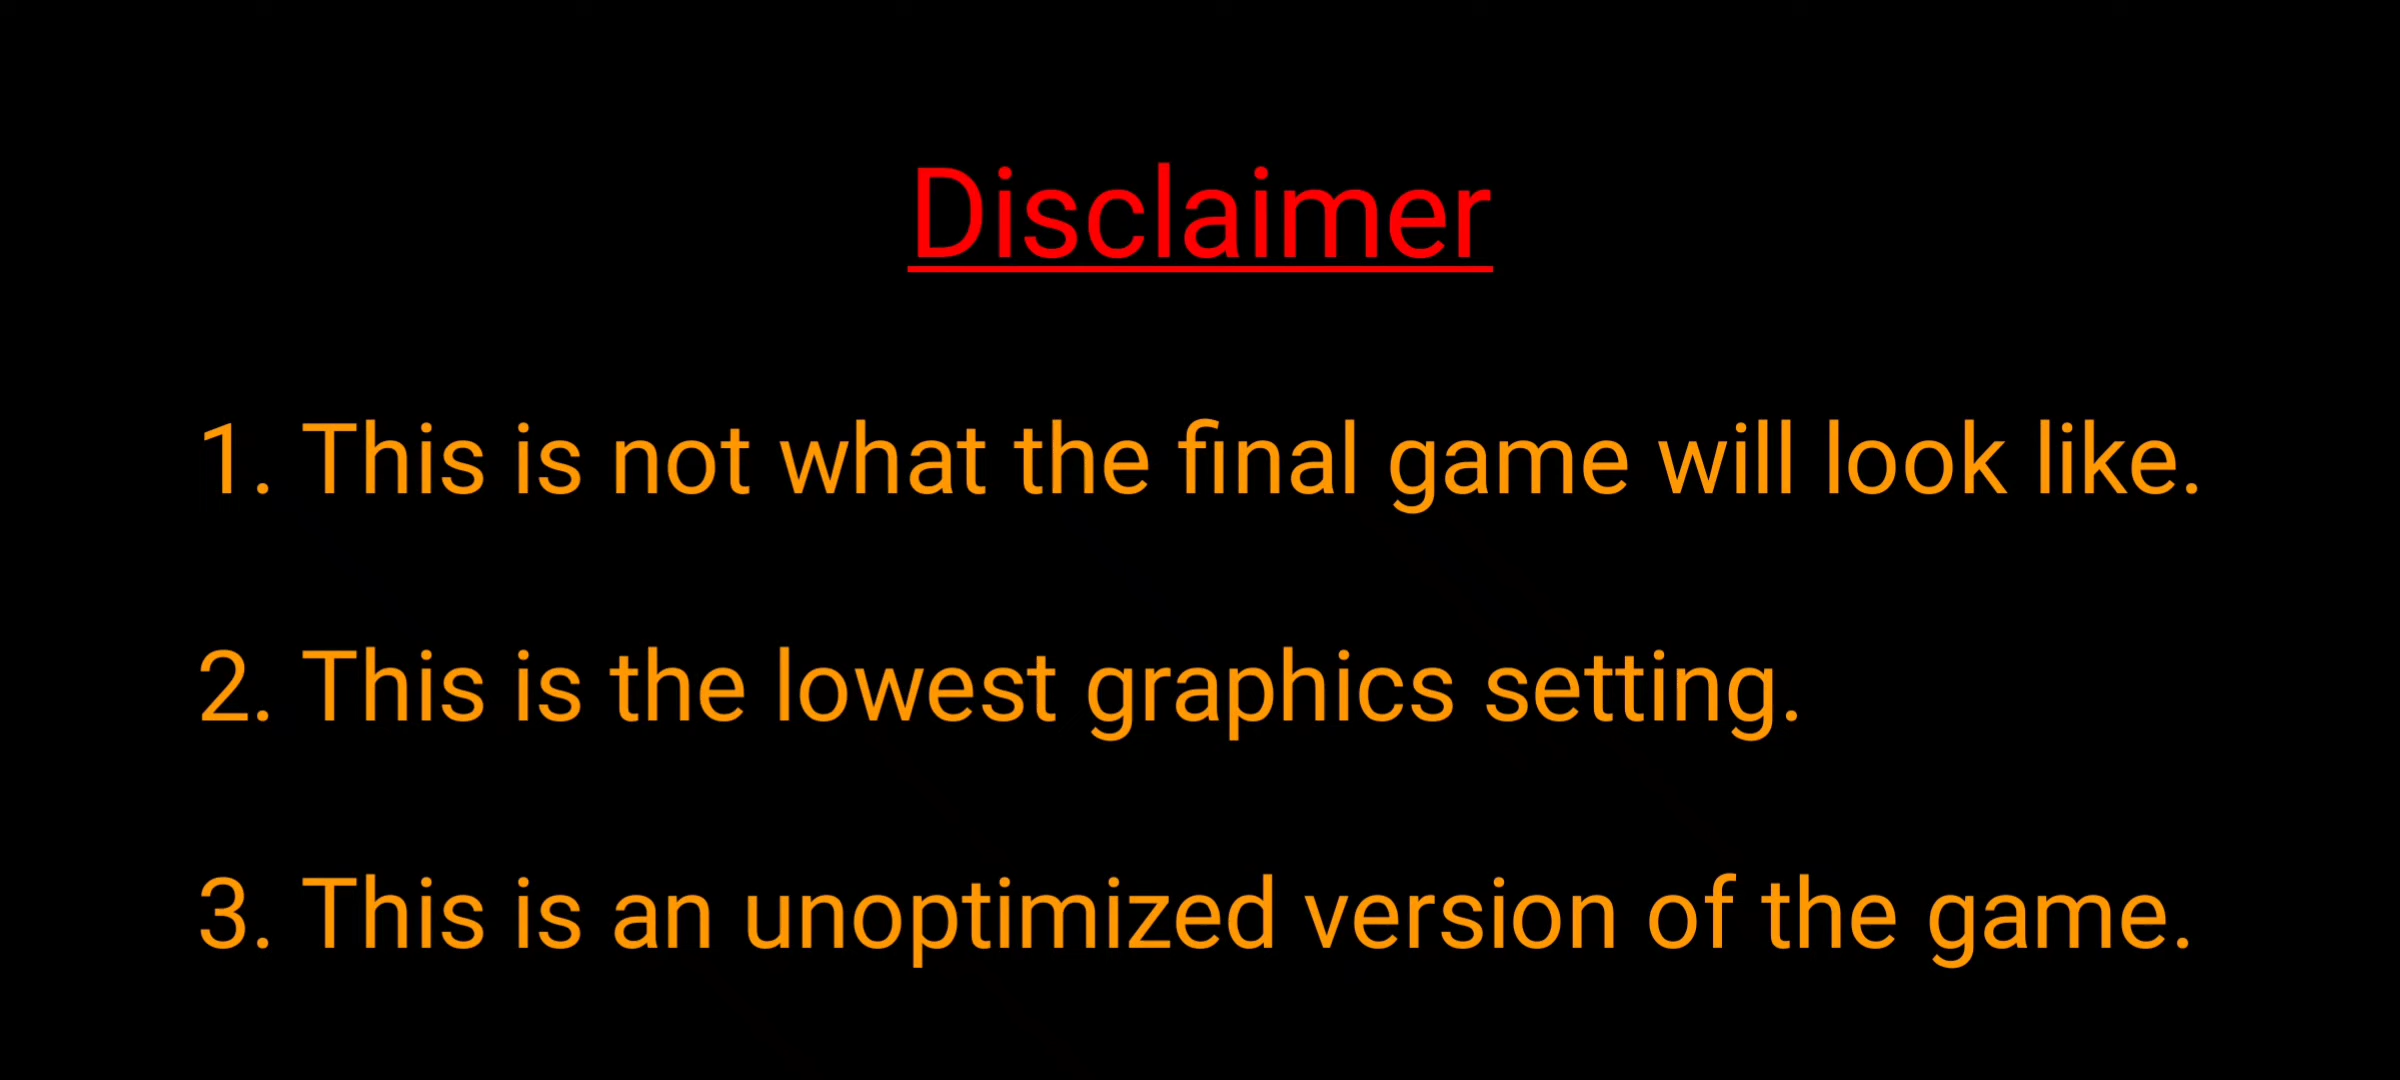 Disclaimer
1. This is not what the final game will look like.
2. This is the lowest graphics setting.
3. This is an unoptimized version of the game.